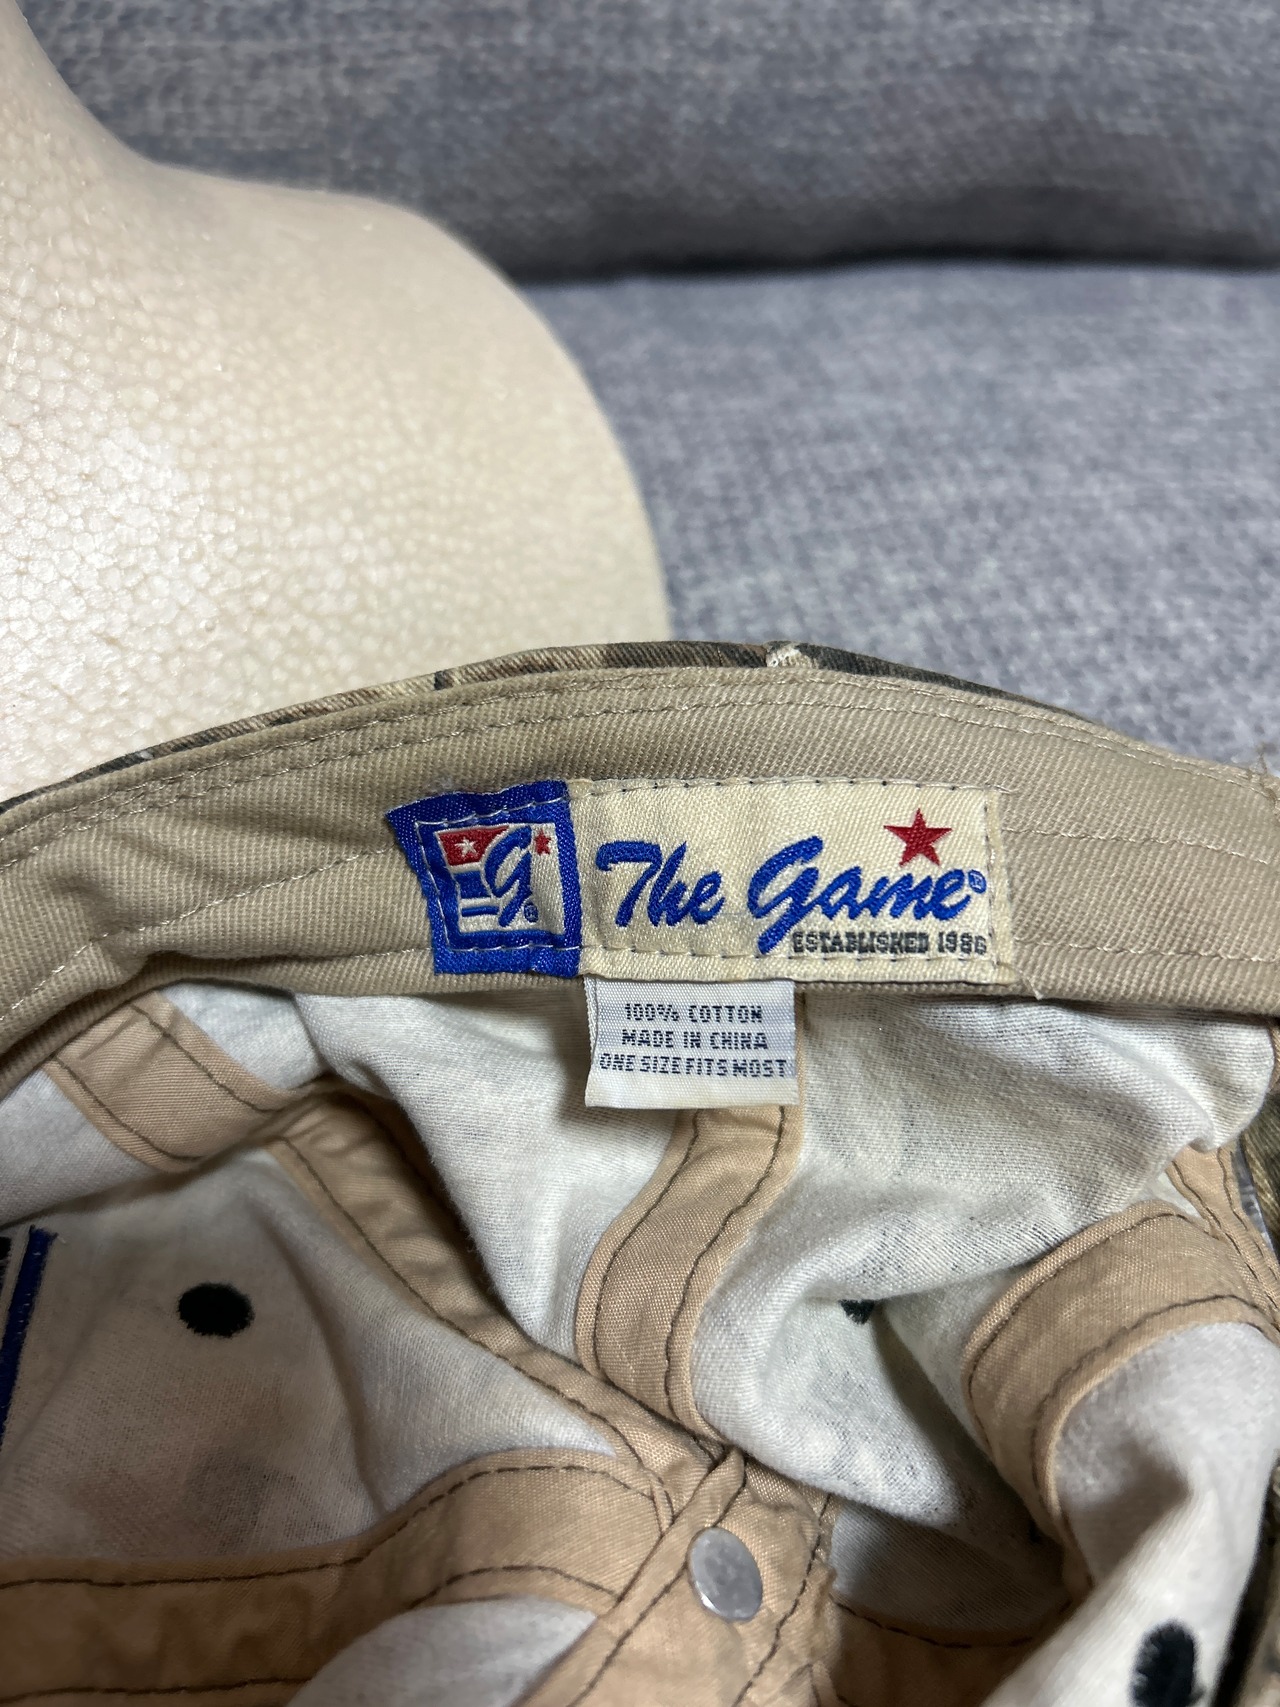 G®
The Game®
ESTABLISHED 1986
100% COTTON
MADE IN CHINA
ONE SIZE FITS MOST